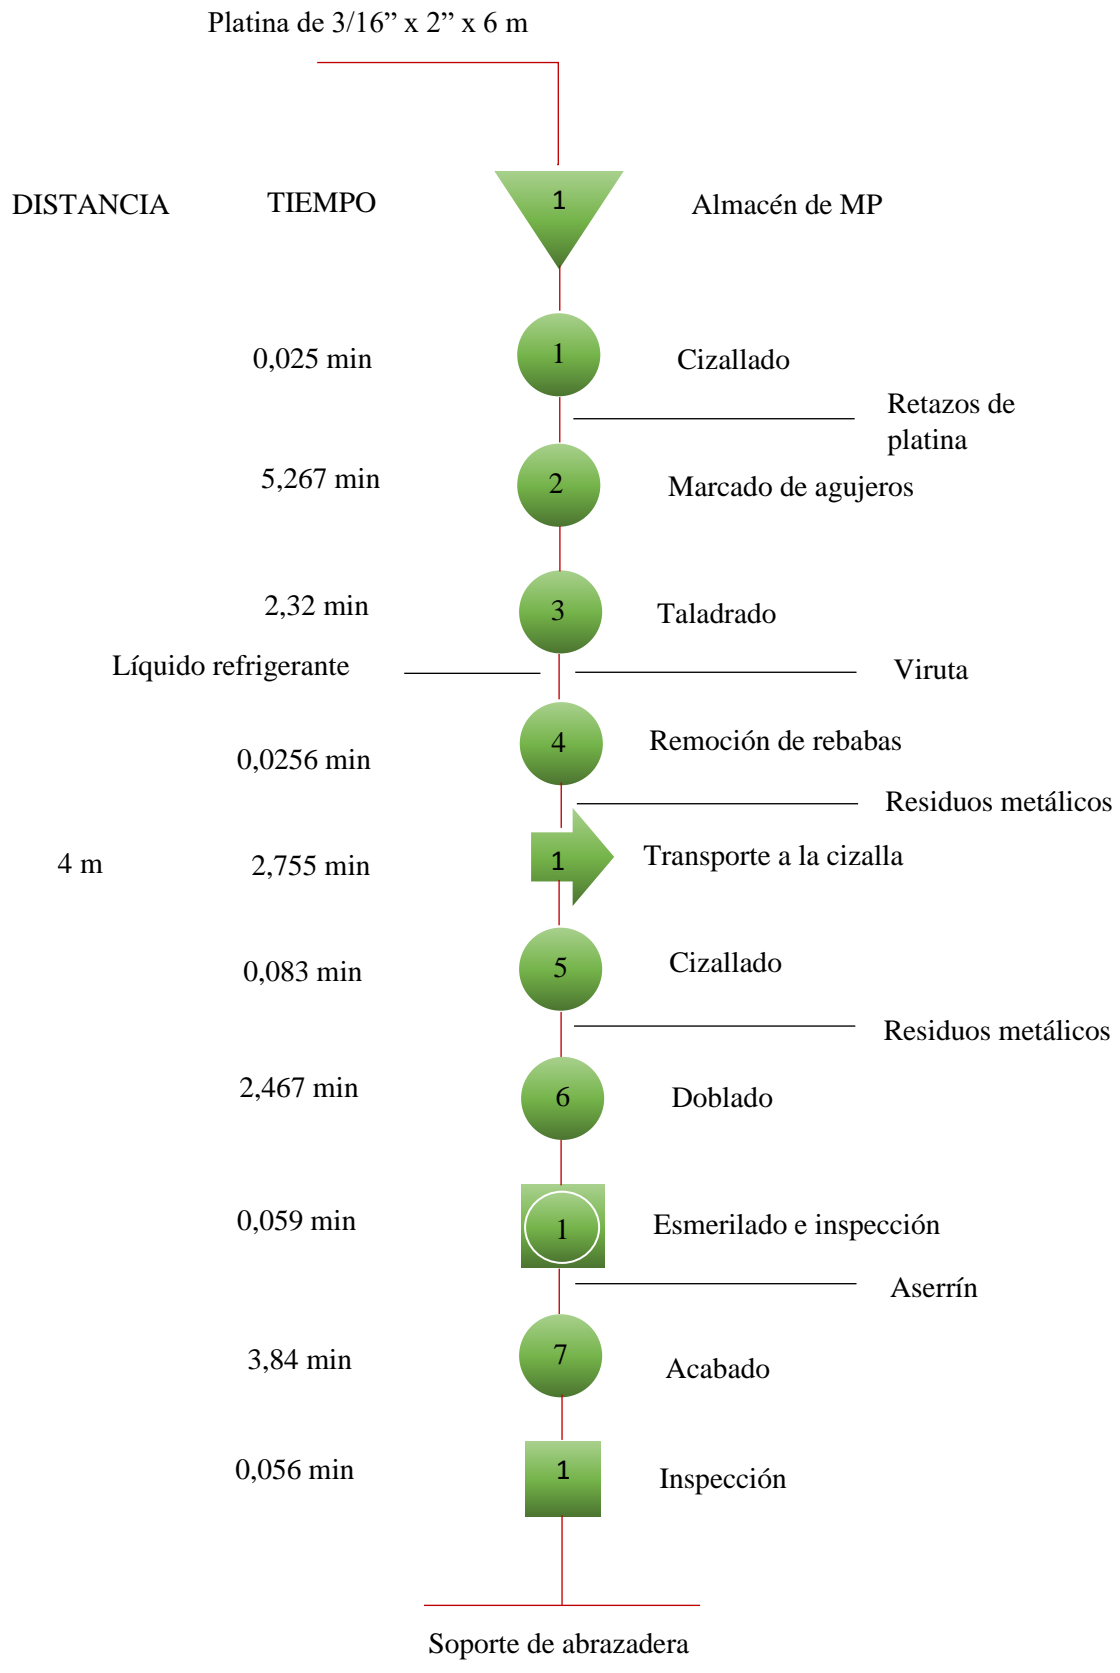 Platina de 3/16” x 2” x 6 m
DISTANCIA
TIEMPO
1
Almacén de MP
0,025 min
1
Cizallado
Retazos de
platina
5,267 min
2
Marcado de agujeros
2,32 min
3
Taladrado
Líquido refrigerante
Viruta
0,0256 min
4
Remoción de rebabas
Residuos metálicos
4 m
2,755 min
1
Transporte a la cizalla
0,083 min
5
Cizallado
Residuos metálicos
2,467 min
6
Doblado
0,059 min
1
Esmerilado e inspección
Aserrín
3,84 min
7
Acabado
0,056 min
1
Inspección
Soporte de abrazadera